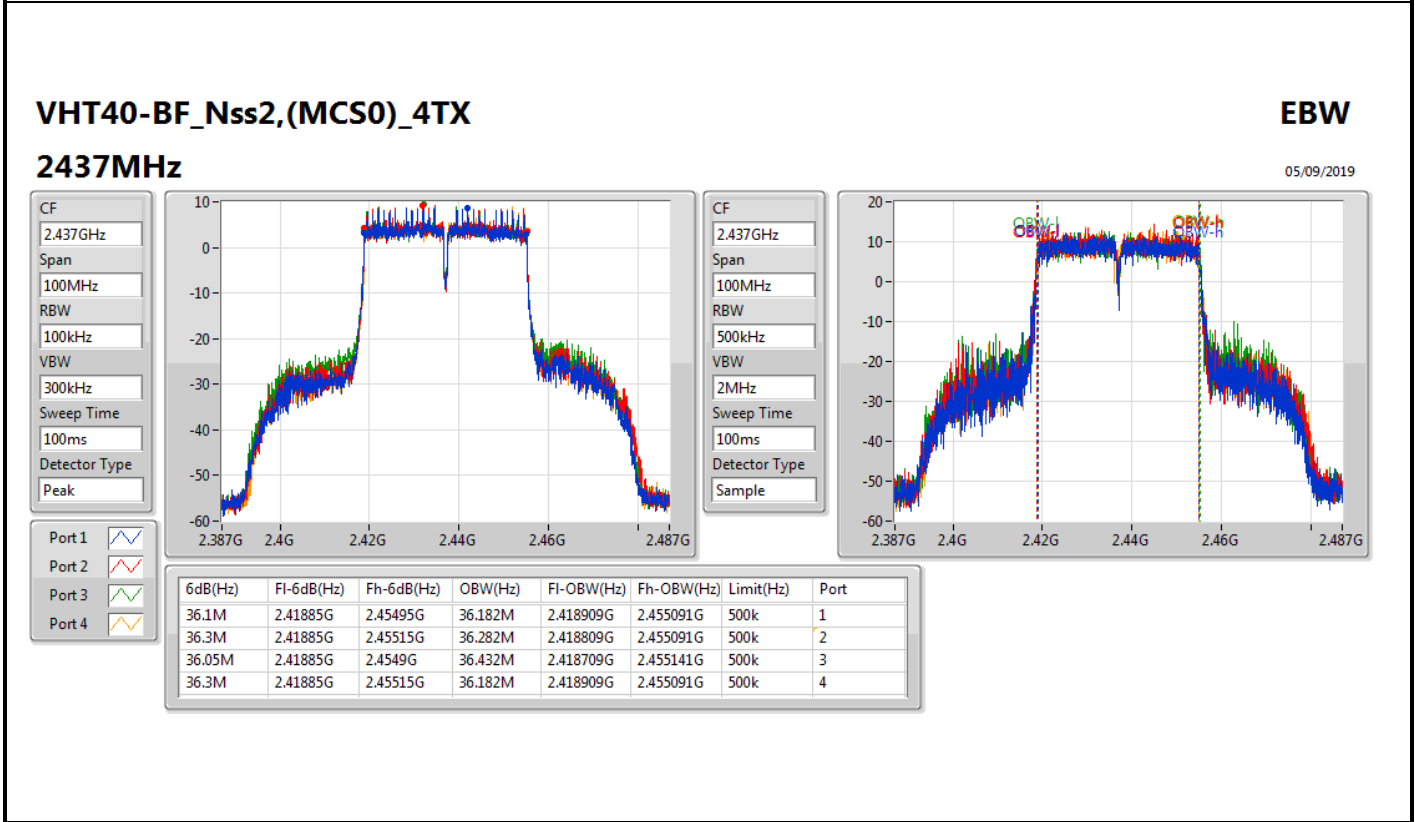 VHT40-BF_Nss2,(MCS0)_4TX
EBW
2437MHz
05/09/2019
CF
2.437GHz
Span
100MHz
RBW
100kHz
VBW
300kHz
Sweep Time
100ms
Detector Type
Peak
10
0
-10
-20
-30
-40
-50
-60
2.387G 2.4G 2.42G 2.44G 2.46G 2.487G
CF
2.437GHz
Span
100MHz
RBW
500kHz
VBW
2MHz
Sweep Time
100ms
Detector Type
Sample
20
10
0
-10
-20
-30
-40
-50
-60
OBW-l
OBW-l
OBW-h
OBW-h
2.387G 2.4G 2.42G 2.44G 2.46G 2.487G
Port 1
Port 2
Port 3
Port 4
6dB(Hz) Fl-6dB(Hz) Fh-6dB(Hz) OBW(Hz) Fl-OBW(Hz) Fh-OBW(Hz) Limit(Hz) Port
36.1M 2.41885G 2.45495G 36.182M 2.418909G 2.455091G 500k 1
36.3M 2.41885G 2.45515G 36.282M 2.418809G 2.455091G 500k 2
36.05M 2.41885G 2.4549G 36.432M 2.418709G 2.455141G 500k 3
36.3M 2.41885G 2.45515G 36.182M 2.418909G 2.455091G 500k 4